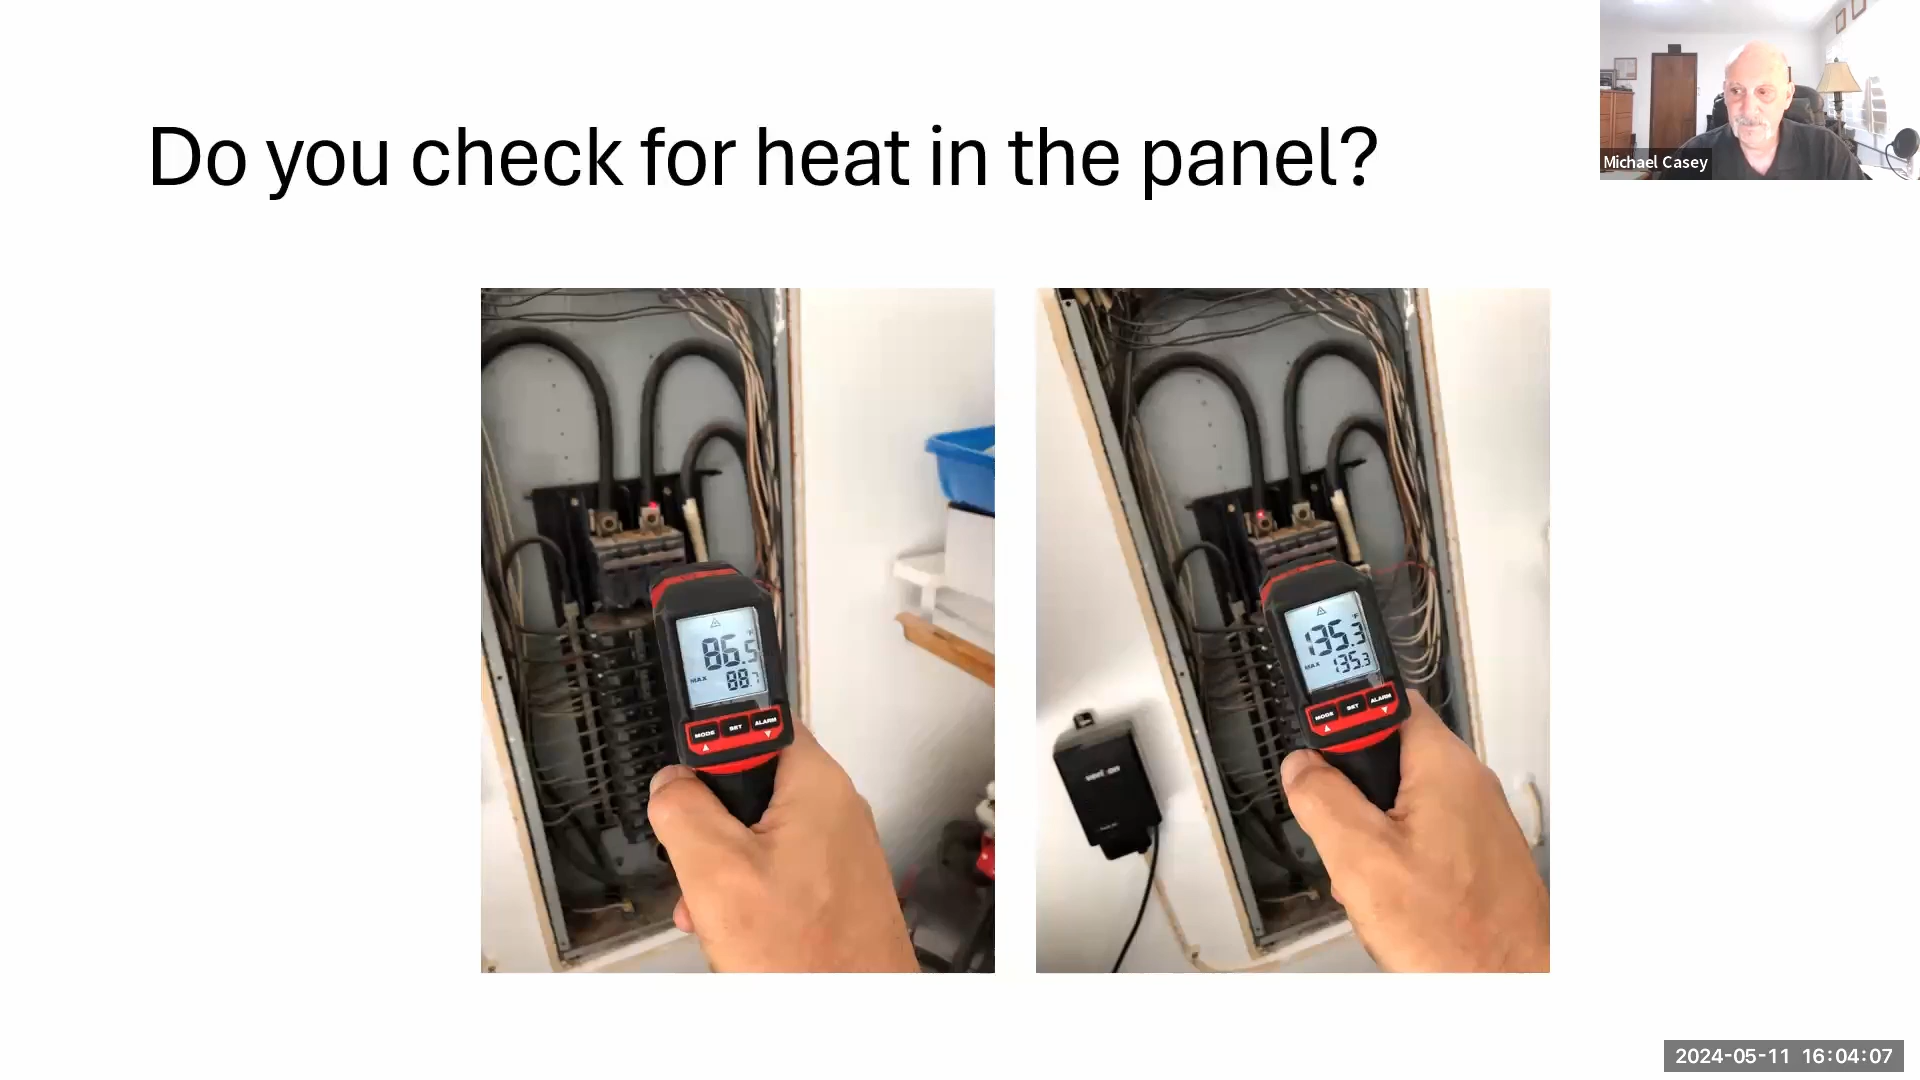 Do you check for heat in the panel?
Michael Casey
86.5 °F
MAX 88.7
MODE SET ALARM
135.3 °F
MAX 135.3
MODE SET ALARM
verizon
2024-05-11 16:04:07